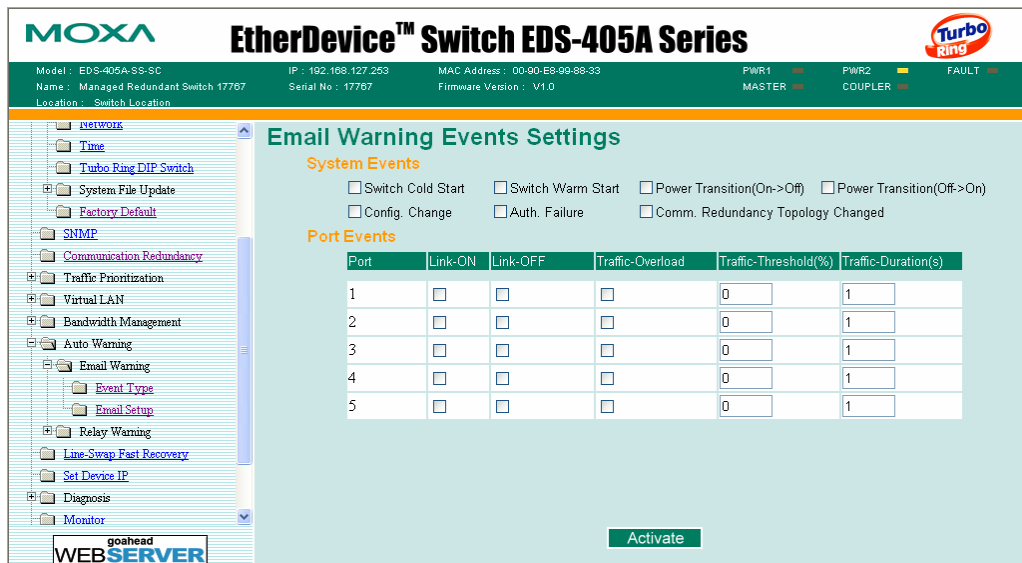 MOXA
EtherDevice™ Switch EDS-405A Series
Turbo
Ring
Model : EDS-405A-SS-SC
IP : 192.168.127.253
MAC Address : 00-90-E8-99-88-33
PWR1
PWR2
FAULT
Name : Managed Redundant Switch 17767
Serial No : 17767
Firmware Version : V1.0
MASTER
COUPLER
Location : Switch Location
Network
Time
Turbo Ring DIP Switch
System File Update
Factory Default
SNMP
Communication Redundancy
Traffic Prioritization
Virtual LAN
Bandwidth Management
Auto Warning
Email Warning
Event Type
Email Setup
Relay Warning
Line-Swap Fast Recovery
Set Device IP
Diagnosis
Monitor
goahead
WEBSERVER
Email Warning Events Settings
System Events
Switch Cold Start
Switch Warm Start
Power Transition(On->Off)
Power Transition(Off->On)
Config. Change
Auth. Failure
Comm. Redundancy Topology Changed
Port Events
Port Link-ON Link-OFF Traffic-Overload Traffic-Threshold(%) Traffic-Duration(s)
1 0 1
2 0 1
3 0 1
4 0 1
5 0 1
Activate